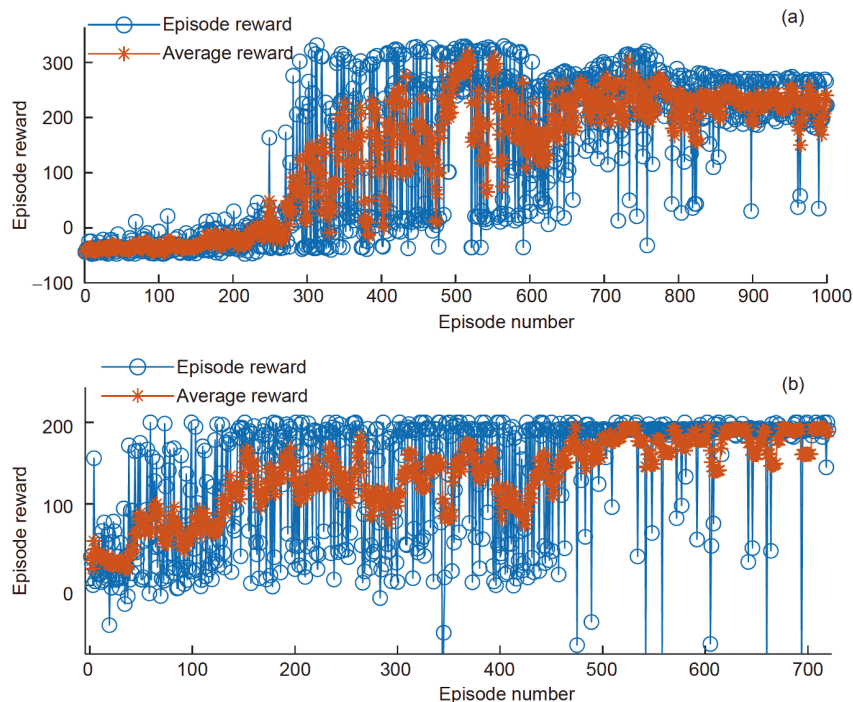 (a)
Episode reward
Average reward
300
200
100
0
−100
Episode reward
0 100 200 300 400 500 600 700 800 900 1000
Episode number
(b)
Episode reward
Average reward
200
100
0
Episode reward
0 100 200 300 400 500 600 700
Episode number